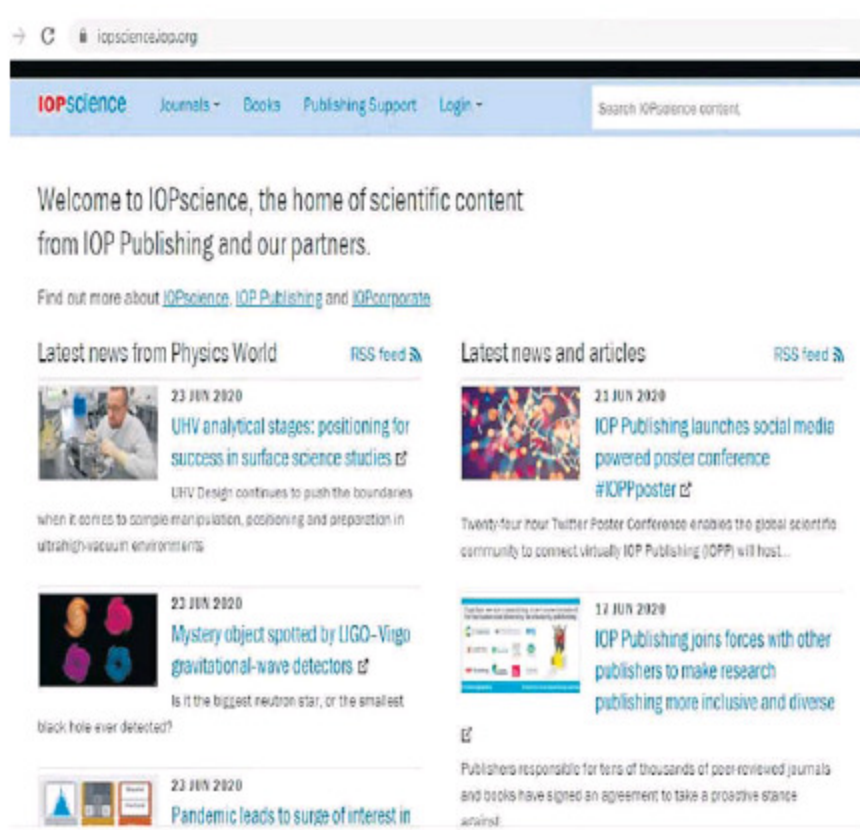 iopscience.iop.org
IOPscience Journals Books Publishing Support Login Search IOPscience content
Welcome to IOPscience, the home of scientific content
from IOP Publishing and our partners.
Find out more about IOPscience, IOP Publishing and IOPcorporate
Latest news from Physics World RSS feed
23 JUN 2020
UHV analytical stages: positioning for
success in surface science studies
UHV Design continues to push the boundaries
when it comes to sample manipulation, positioning and preparation in
ultrahigh-vacuum environments
23 JUN 2020
Mystery object spotted by LIGO–Virgo
gravitational-wave detectors
Is it the biggest neutron star, or the smallest
black hole ever detected?
23 JUN 2020
Pandemic leads to surge of interest in
Latest news and articles RSS feed
21 JUN 2020
IOP Publishing launches social media
powered poster conference
#IOPPposter
Twenty-four hour Twitter Poster Conference enables the global scientific
community to connect virtually IOP Publishing (IOPP) will host...
17 JUN 2020
IOP Publishing joins forces with other
publishers to make research
publishing more inclusive and diverse
Publishers responsible for tens of thousands of peer-reviewed journals
and books have signed an agreement to take a proactive stance
against